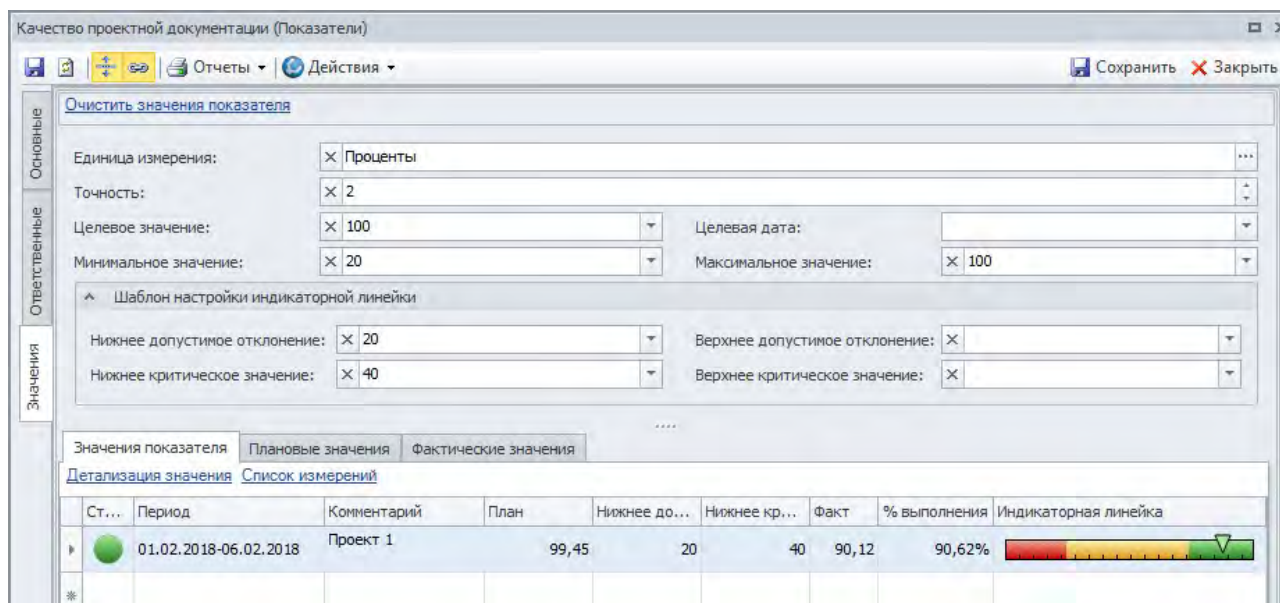 Качество проектной документации (Показатели)
Отчеты Действия Сохранить Закрыть
Основные
Ответственные
Значения
Очистить значения показателя
Единица измерения: Проценты
Точность: 2
Целевое значение: 100 Целевая дата:
Минимальное значение: 20 Максимальное значение: 100
Шаблон настройки индикаторной линейки
Нижнее допустимое отклонение: 20 Верхнее допустимое отклонение:
Нижнее критическое значение: 40 Верхнее критическое значение:
Значения показателя Плановые значения Фактические значения
Детализация значения Список измерений
Ст... Период Комментарий План Нижнее до... Нижнее кр... Факт % выполнения Индикаторная линейка
01.02.2018-06.02.2018 Проект 1 99,45 20 40 90,12 90,62%